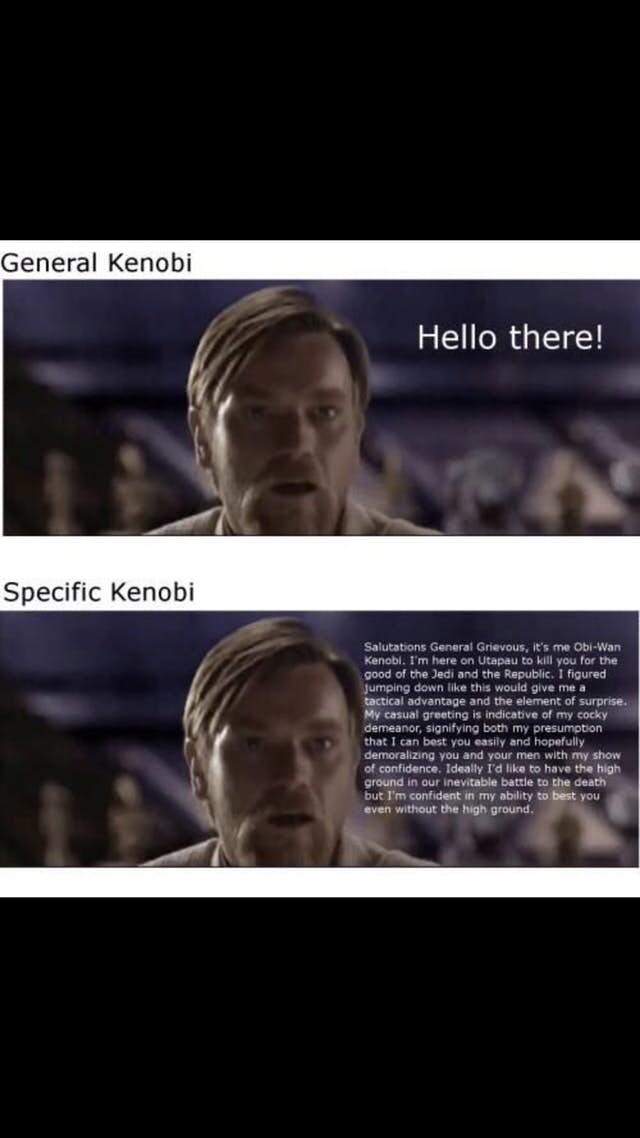 General Kenobi
Hello there!
Specific Kenobi
Salutations General Grievous, it's me Obi-Wan
Kenobi. I'm here on Utapau to kill you for the
good of the Jedi and the Republic. I figured
jumping down like this would give me a
tactical advantage and the element of surprise.
My casual greeting is indicative of my cocky
demeanor, signifying both my presumption
that I can best you easily and hopefully
demoralizing you and your men with my show
of confidence. Ideally I'd like to have the high
ground in our inevitable battle to the death
but I'm confident in my ability to best you
even without the high ground.